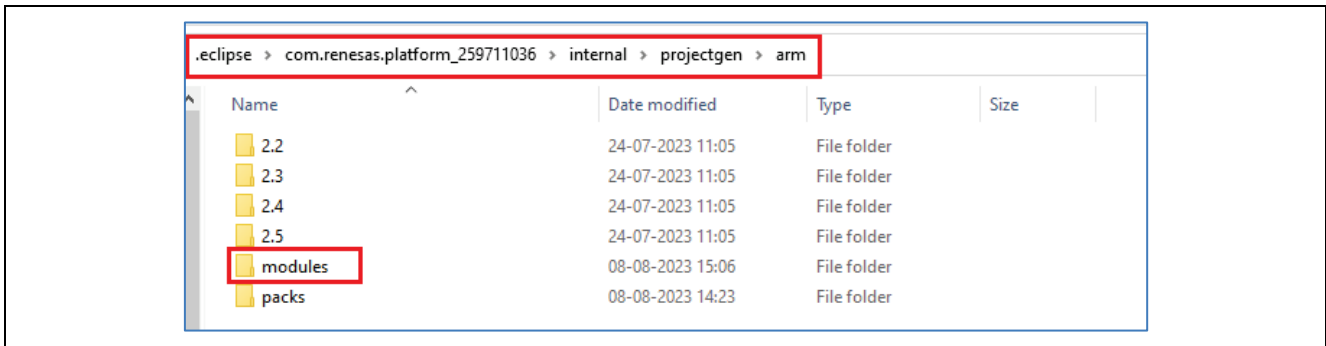 .eclipse > com.renesas.platform_259711036 > internal > projectgen > arm
Name Date modified Type Size
2.2 24-07-2023 11:05 File folder
2.3 24-07-2023 11:05 File folder
2.4 24-07-2023 11:05 File folder
2.5 24-07-2023 11:05 File folder
modules 08-08-2023 15:06 File folder
packs 08-08-2023 14:23 File folder